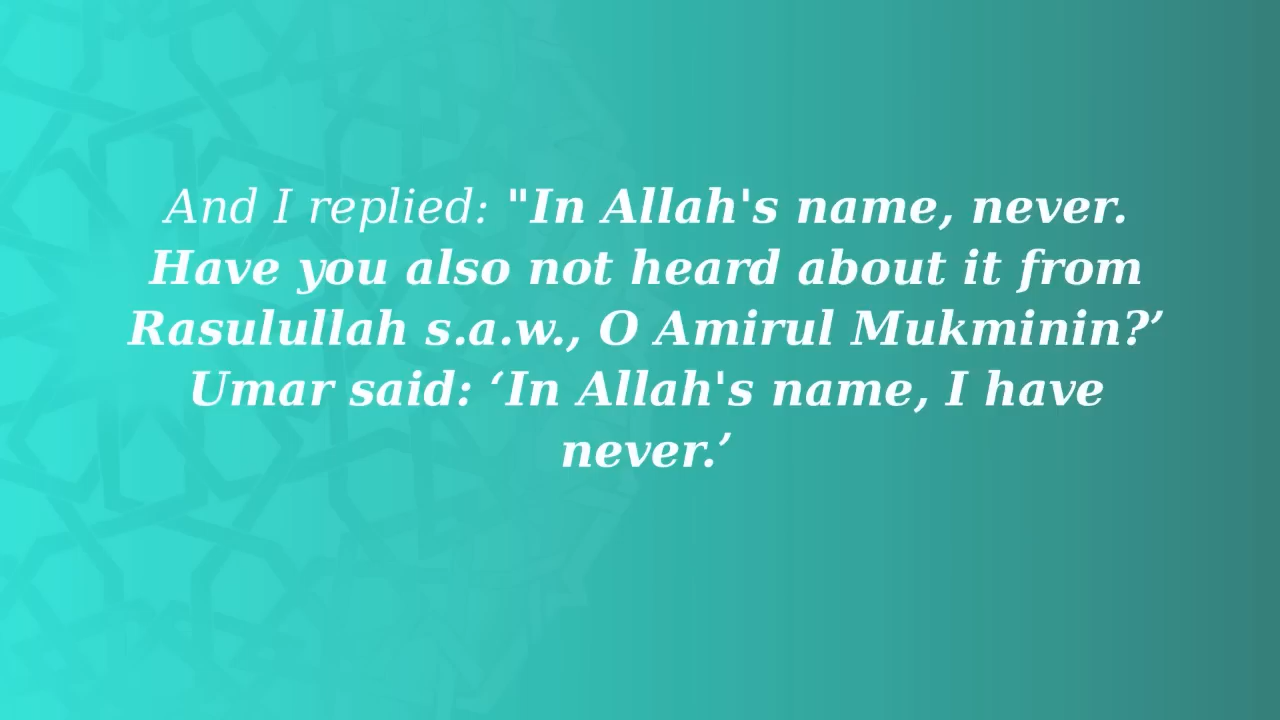 And I replied: "In Allah's name, never.
Have you also not heard about it from
Rasulullah s.a.w., O Amirul Mukminin?’
Umar said: ‘In Allah's name, I have
never.’